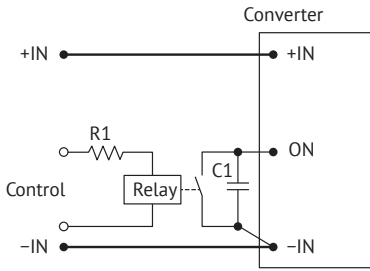 Converter
+IN
+IN
R1
ON
C1
Control
Relay
−IN
−IN